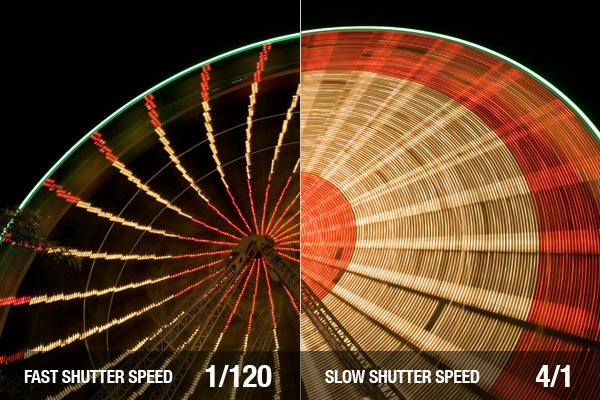 FAST SHUTTER SPEED 1/120
SLOW SHUTTER SPEED 4/1